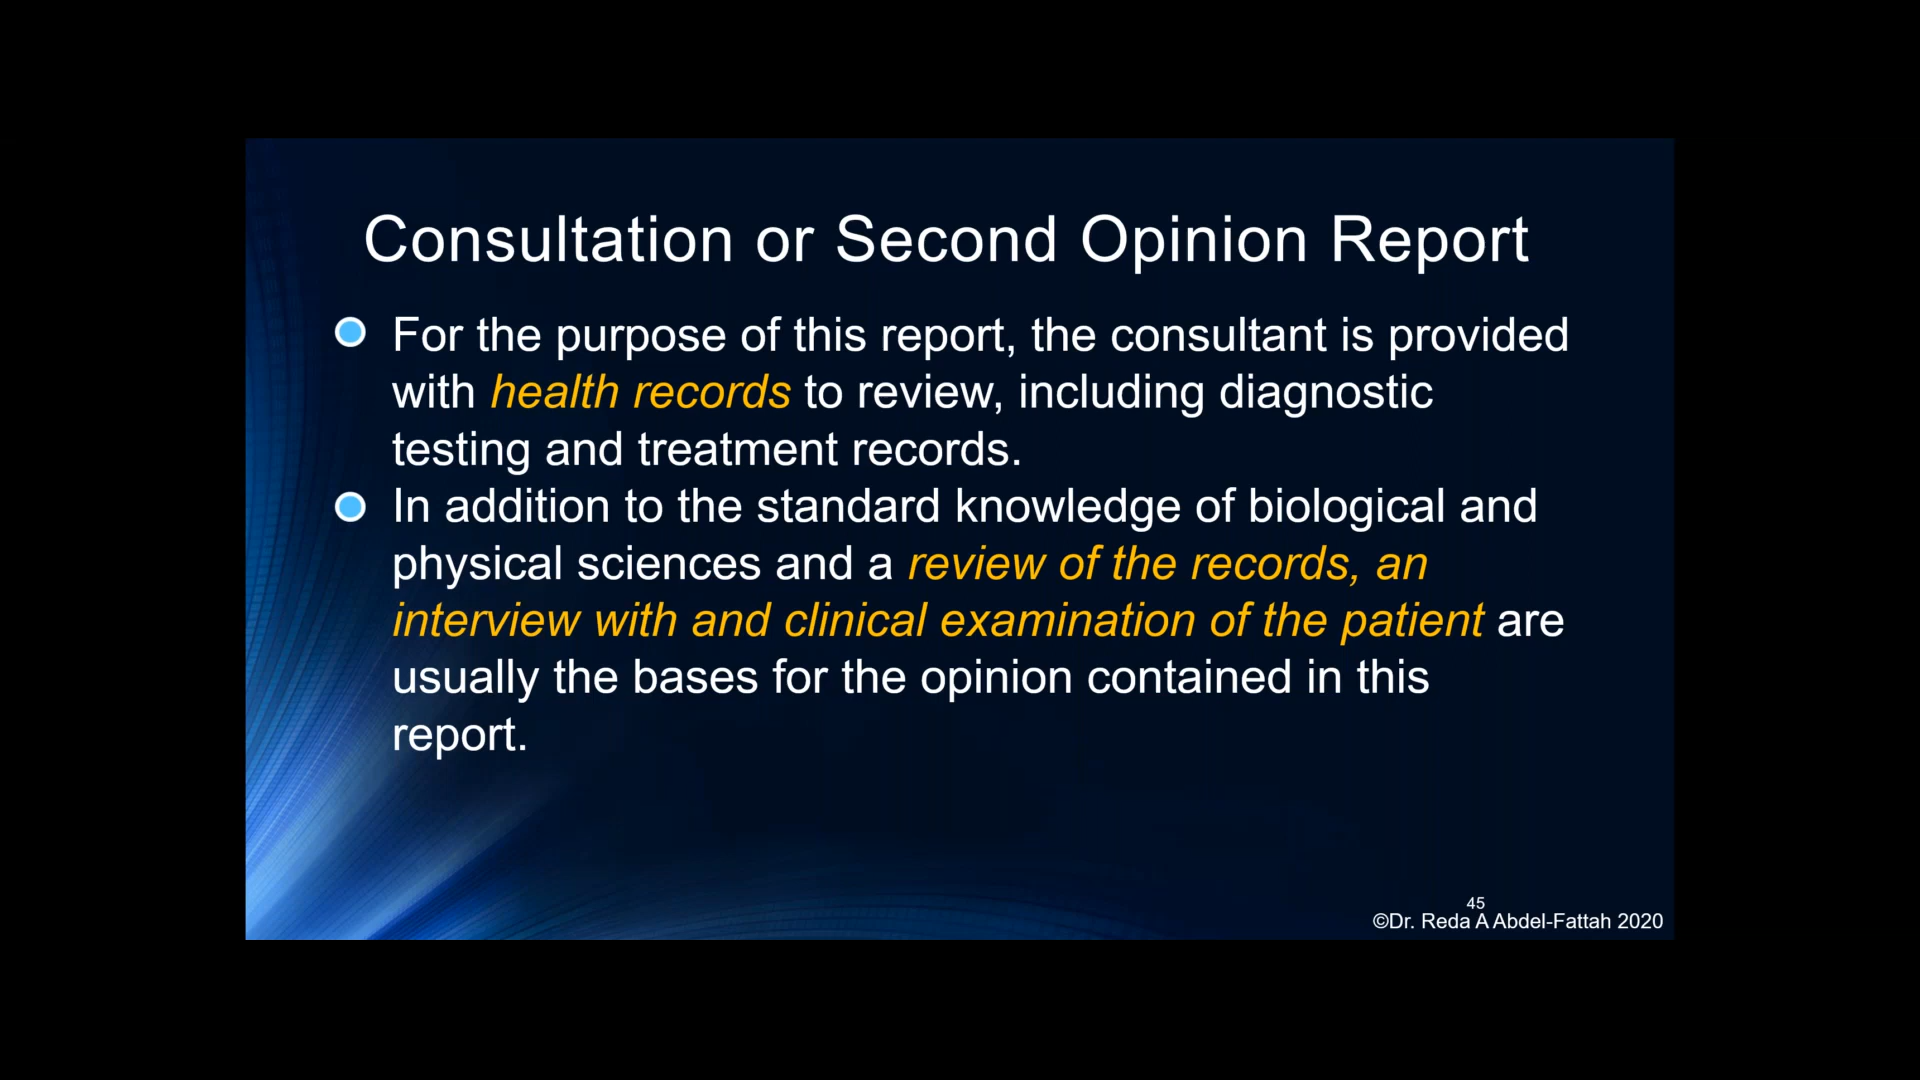 Consultation or Second Opinion Report
For the purpose of this report, the consultant is provided
with health records to review, including diagnostic
testing and treatment records.
In addition to the standard knowledge of biological and
physical sciences and a review of the records, an
interview with and clinical examination of the patient are
usually the bases for the opinion contained in this
report.
45
©Dr. Reda A Abdel-Fattah 2020